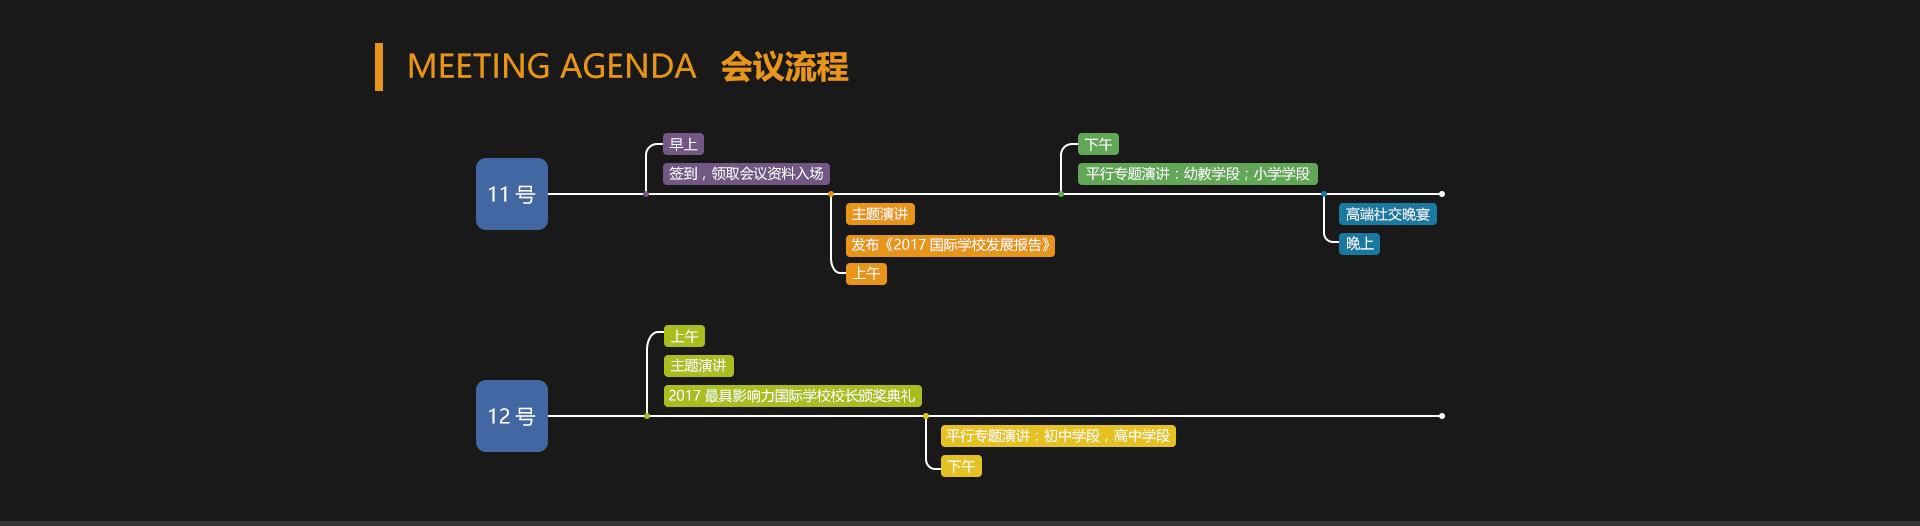 MEETING AGENDA 会议流程
11 号
早上
签到，领取会议资料入场
主题演讲
发布《2017 国际学校发展报告》
上午
下午
平行专题演讲：幼教学段；小学学段
高端社交晚宴
晚上
12 号
上午
主题演讲
2017 最具影响力国际学校校长颁奖典礼
平行专题演讲：初中学段，高中学段
下午